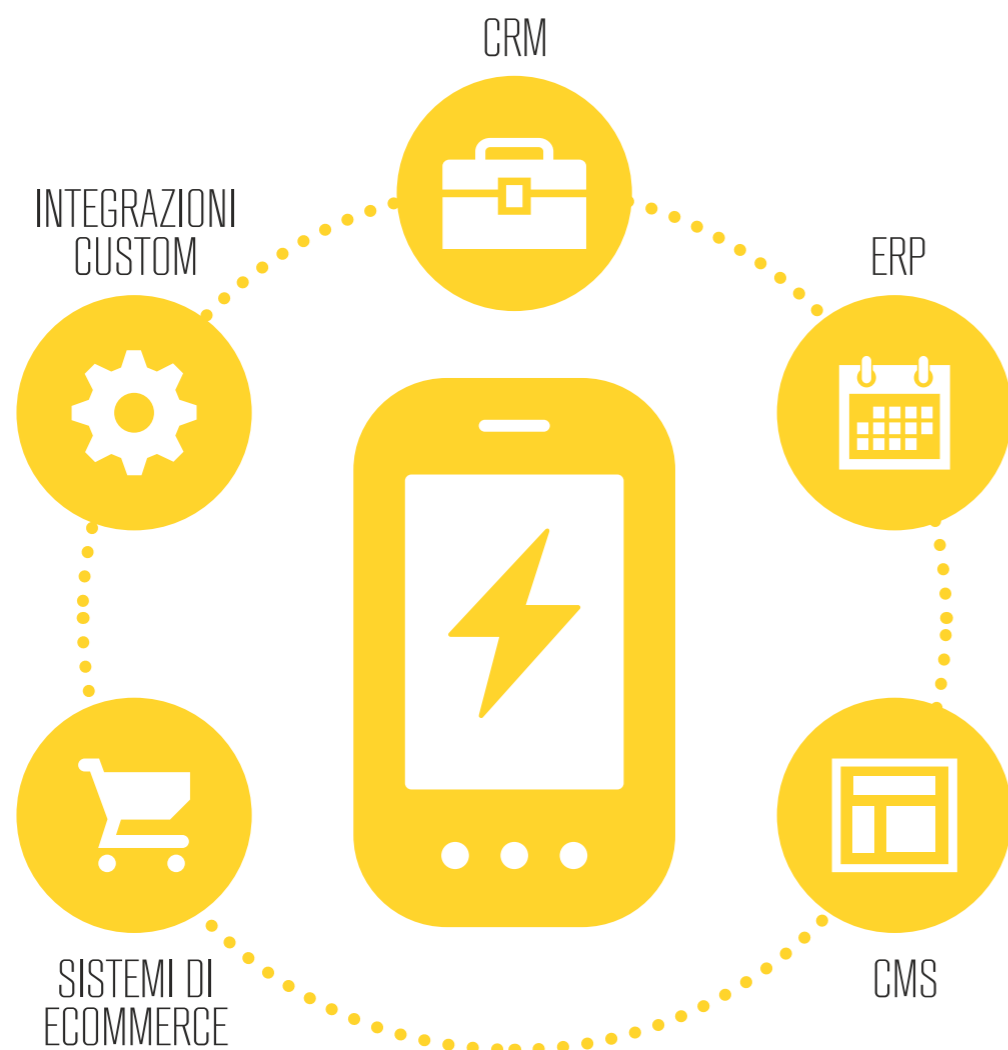 CRM
INTEGRAZIONI
CUSTOM
ERP
SISTEMI DI
ECOMMERCE
CMS